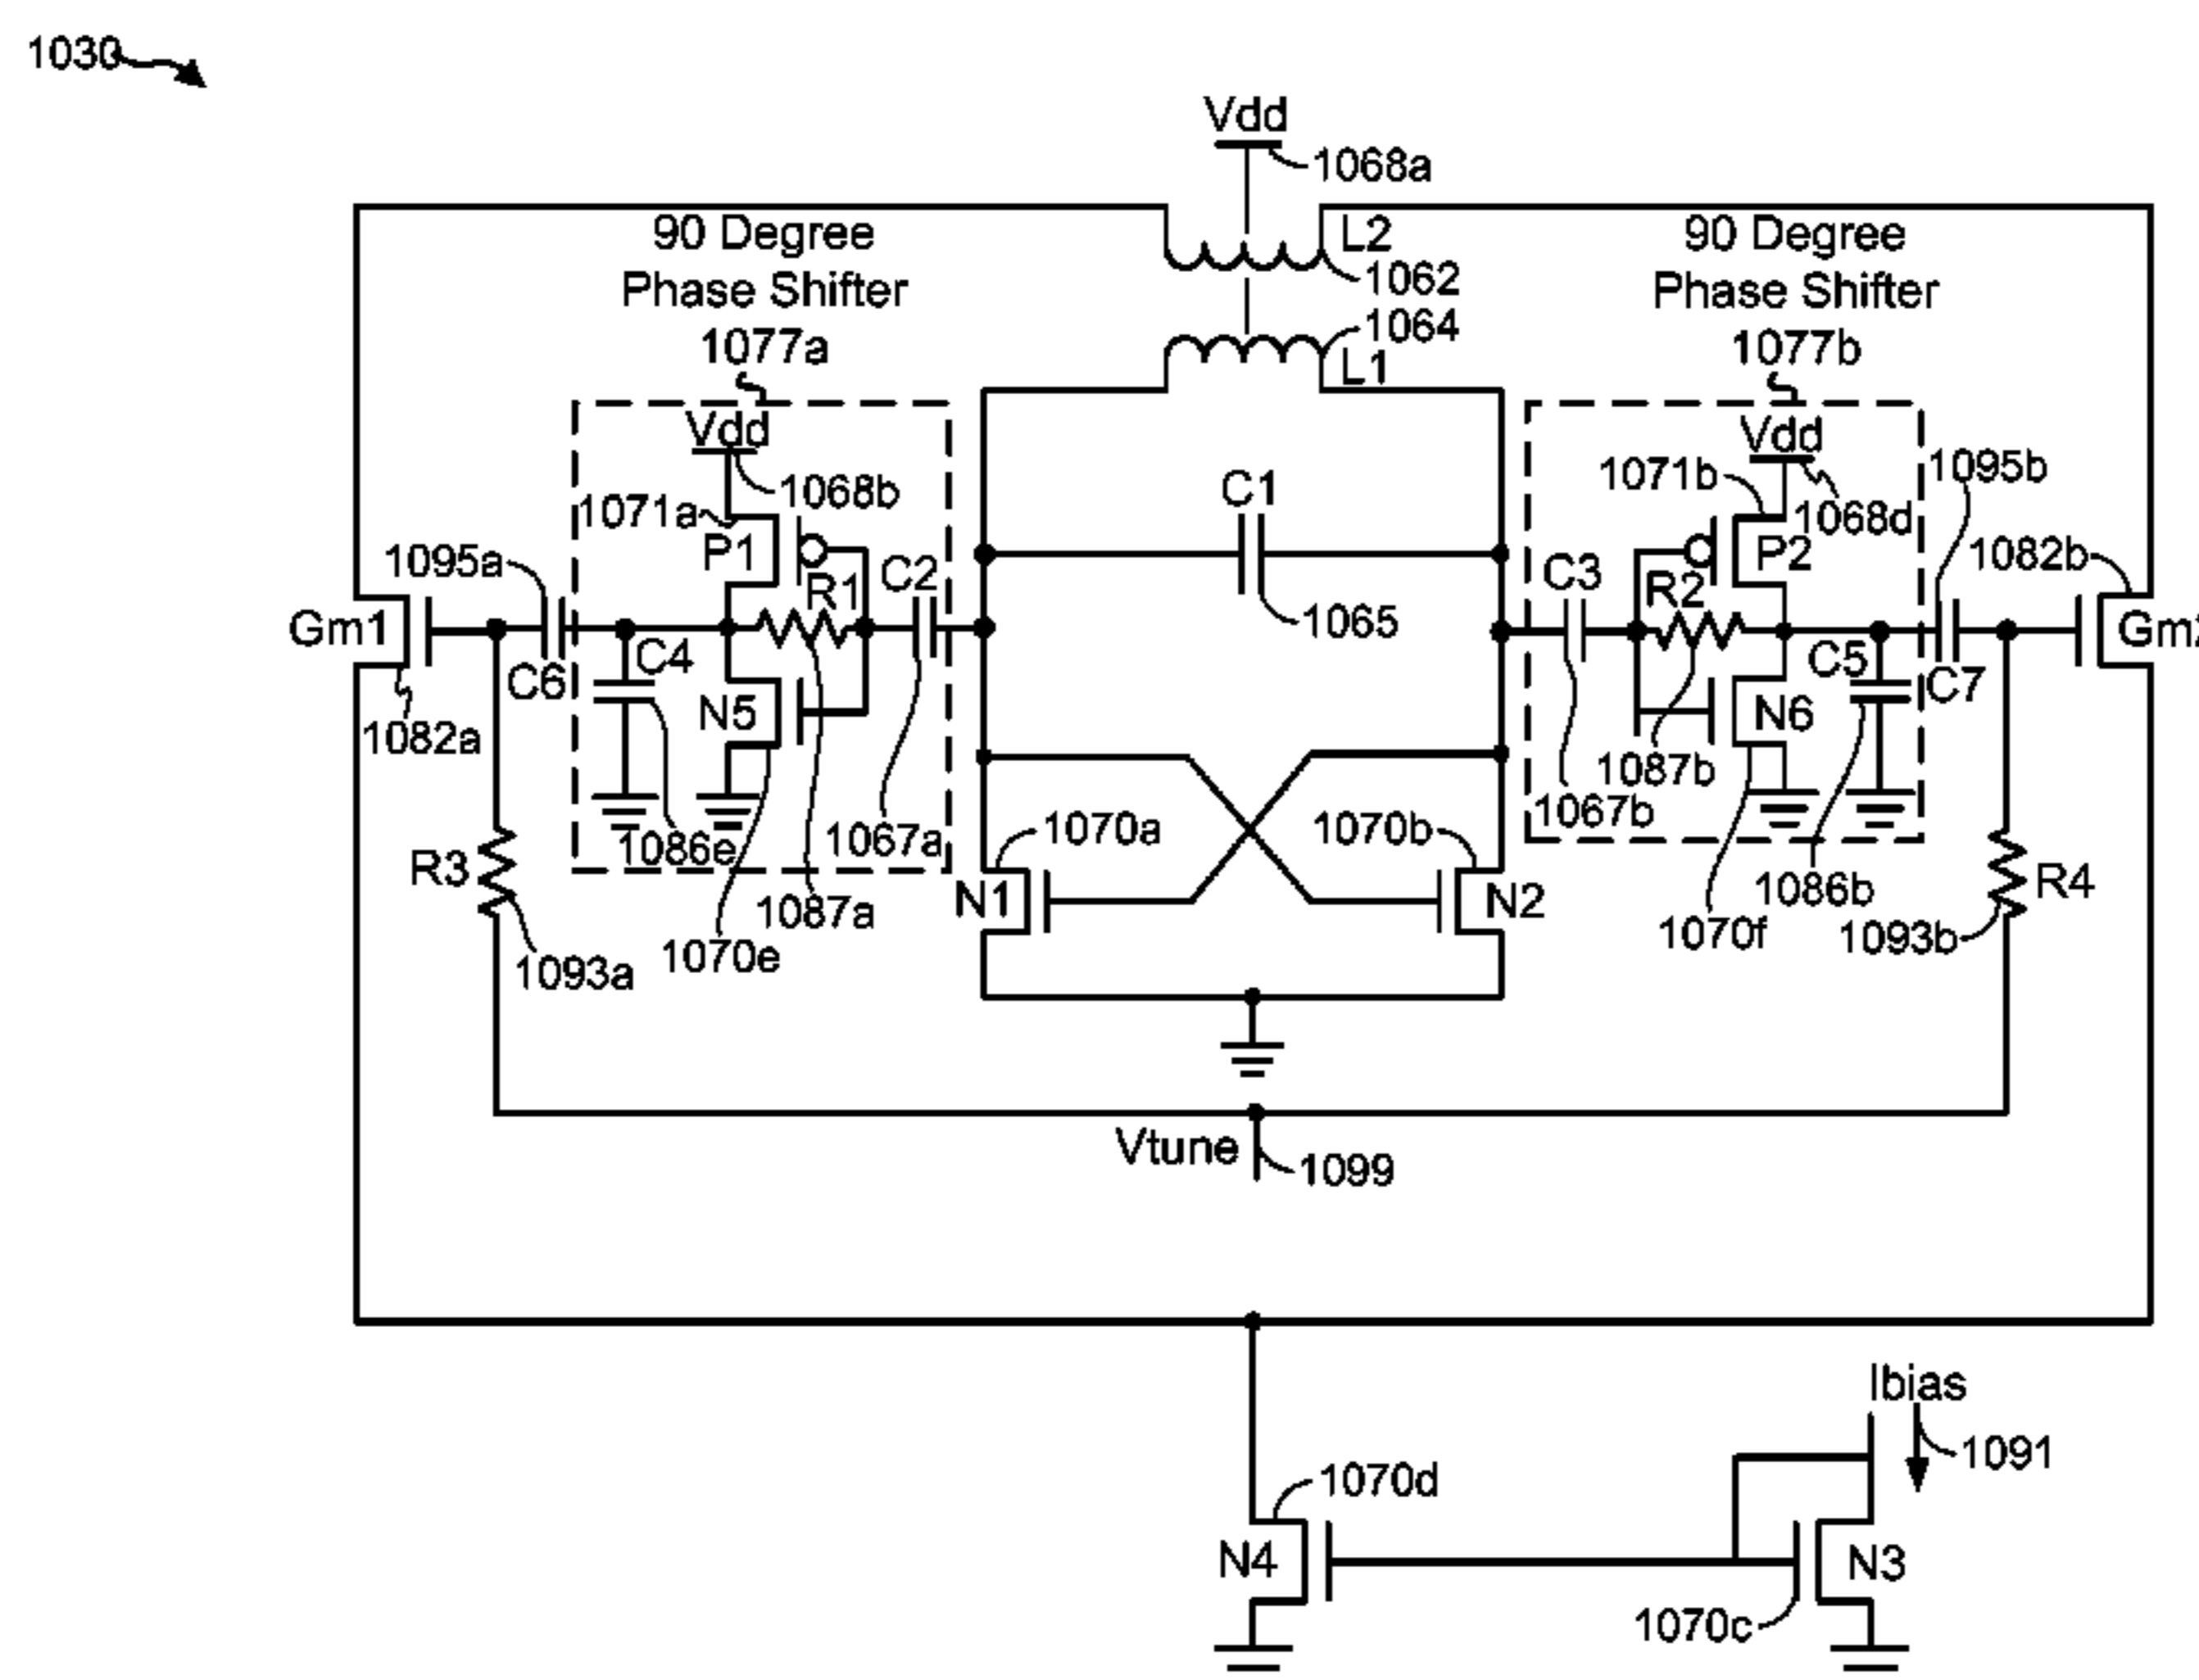 1030
Vdd
1068a
90 Degree
Phase Shifter
1077a
L2
1062
1064
L1
90 Degree
Phase Shifter
1077b
Vdd
1068b
1071a
P1
1095a
R1
C2
C1
1065
Vdd
1071b
1068d
1095b
P2
1082b
C3
R2
Gm1
C6
C4
N5
1082a
C5
C7
N6
Gm2
1087b
1067b
1086e
1067a
1070a
1070b
R3
1087a
1070e
1093a
N1
N2
1086b
1070f
1093b
R4
Vtune
1099
Ibias
1091
1070d
N4
N3
1070c